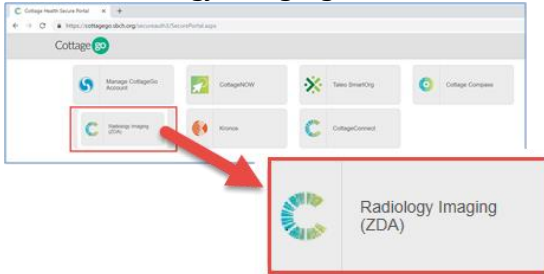 Cottage Health Secure Portal
https://cottagego.sbch.org/secureauth3/SecurePortal.aspx
Cottage go
Manage CottageGo
Account
CottageNOW
Taleo SmartOrg
Cottage Compass
Radiology Imaging
(ZDA)
Kronos
CottageConnect
Radiology Imaging
(ZDA)